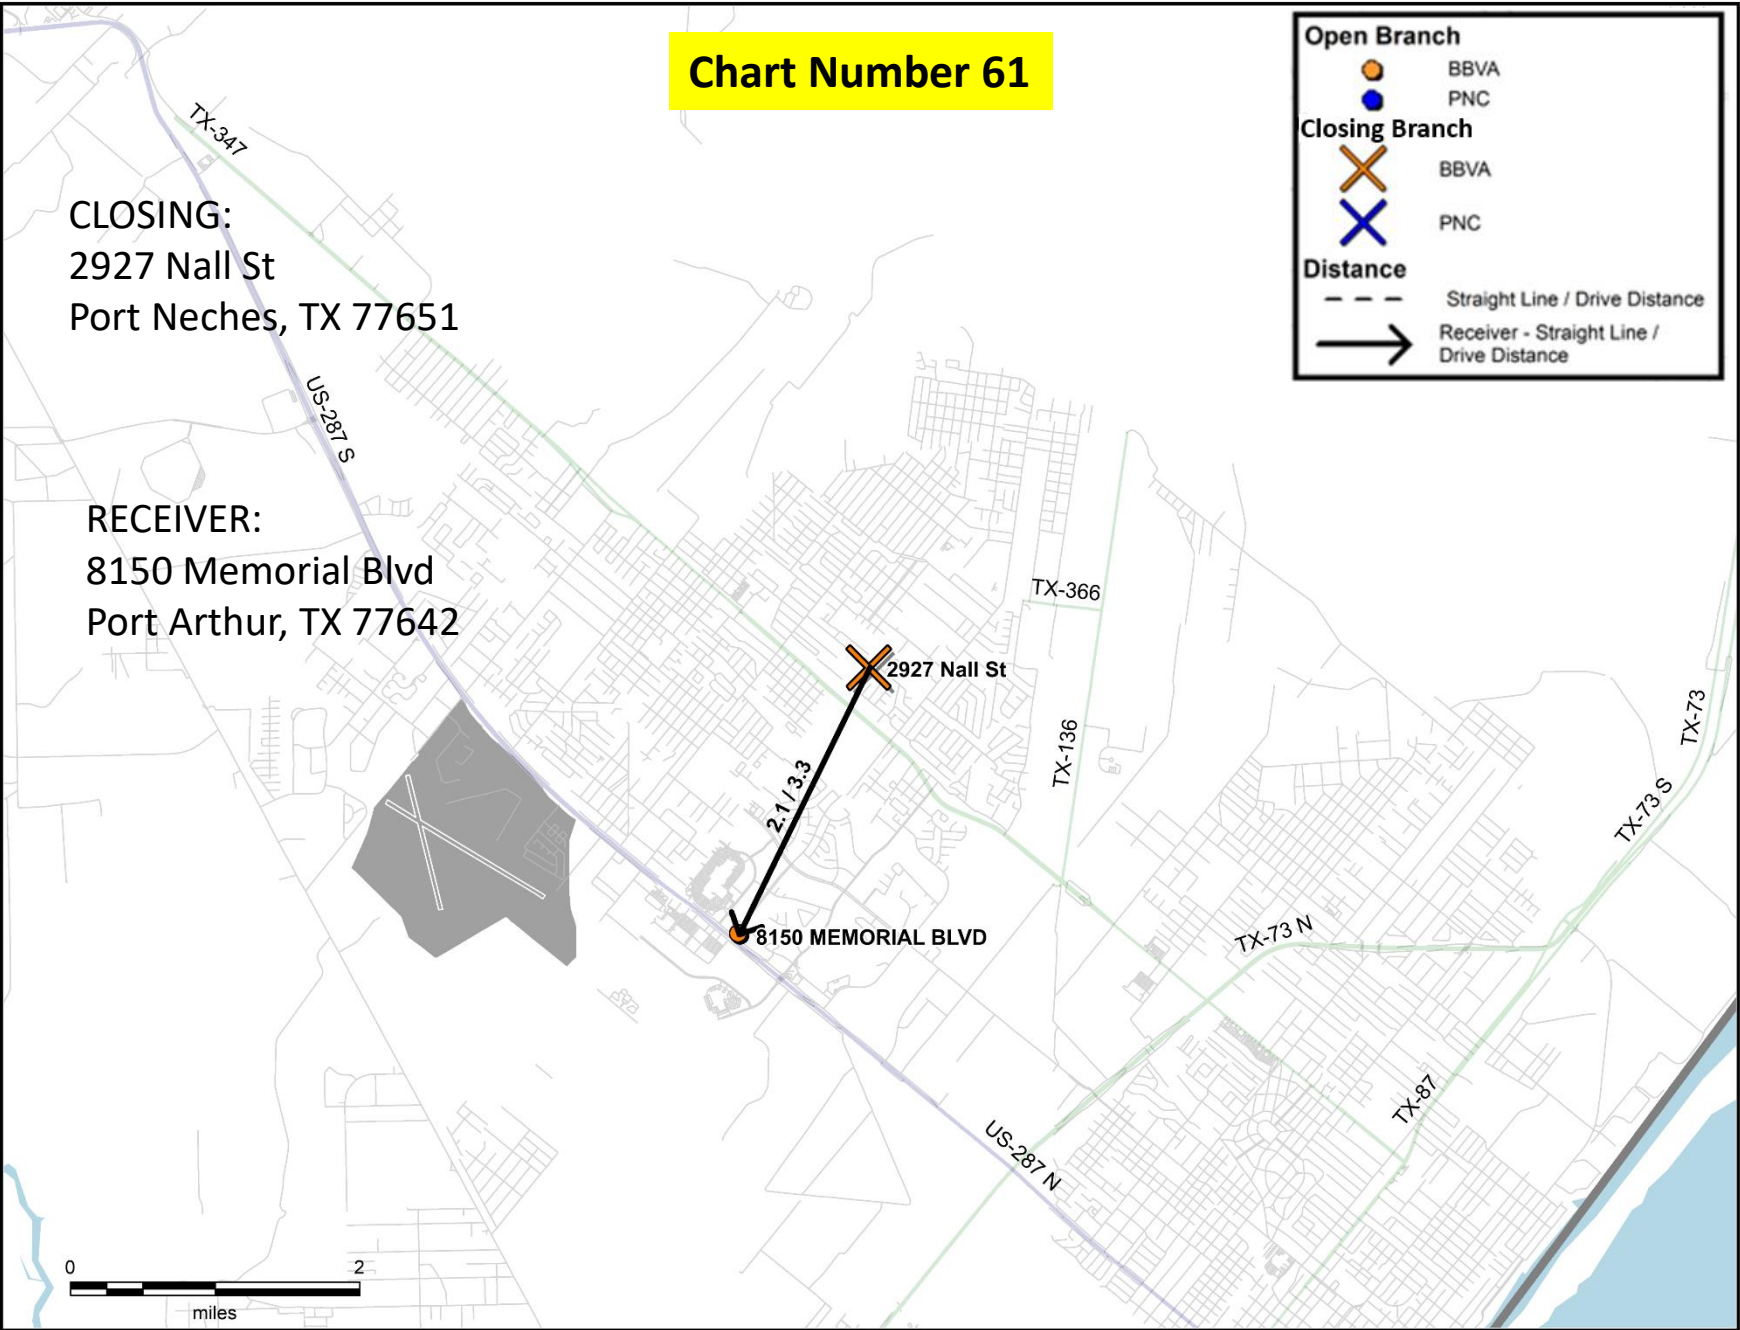 Chart Number 61
Open Branch
BBVA
PNC
Closing Branch
BBVA
PNC
Distance
Straight Line / Drive Distance
Receiver - Straight Line /
Drive Distance
TX-347
CLOSING:
2927 Nall St
Port Neches, TX 77651
US-287 S
RECEIVER:
8150 Memorial Blvd
Port Arthur, TX 77642
TX-366
2927 Nall St
TX-136
TX-73
2.1 / 3.3
TX-73 S
8150 MEMORIAL BLVD
TX-73 N
TX-87
US-287 N
0 2
miles